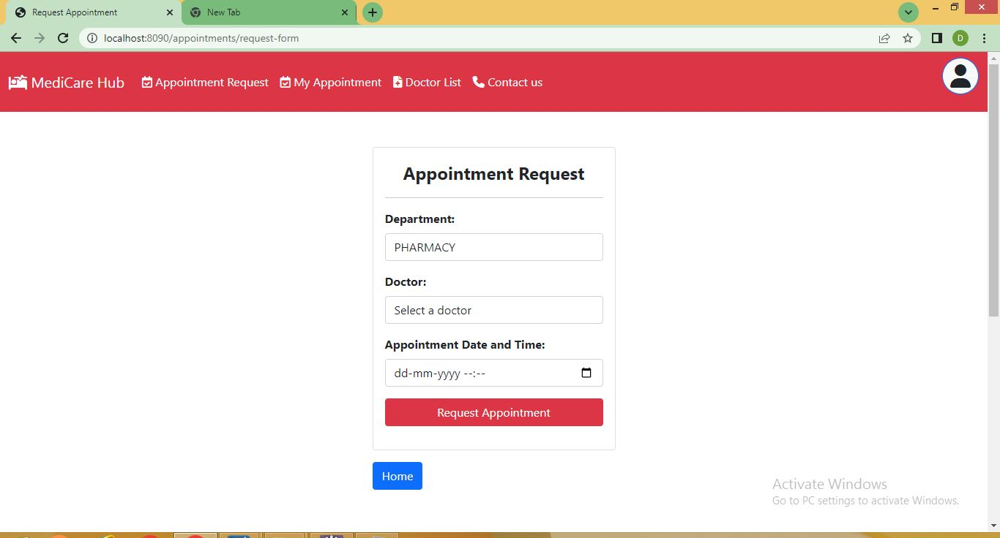 Request Appointment
New Tab
localhost:8090/appointments/request-form
D
MediCare Hub Appointment Request My Appointment Doctor List Contact us
Appointment Request
Department:
PHARMACY
Doctor:
Select a doctor
Appointment Date and Time:
dd-mm-yyyy --:--
Request Appointment
Home
Activate Windows
Go to PC settings to activate Windows.